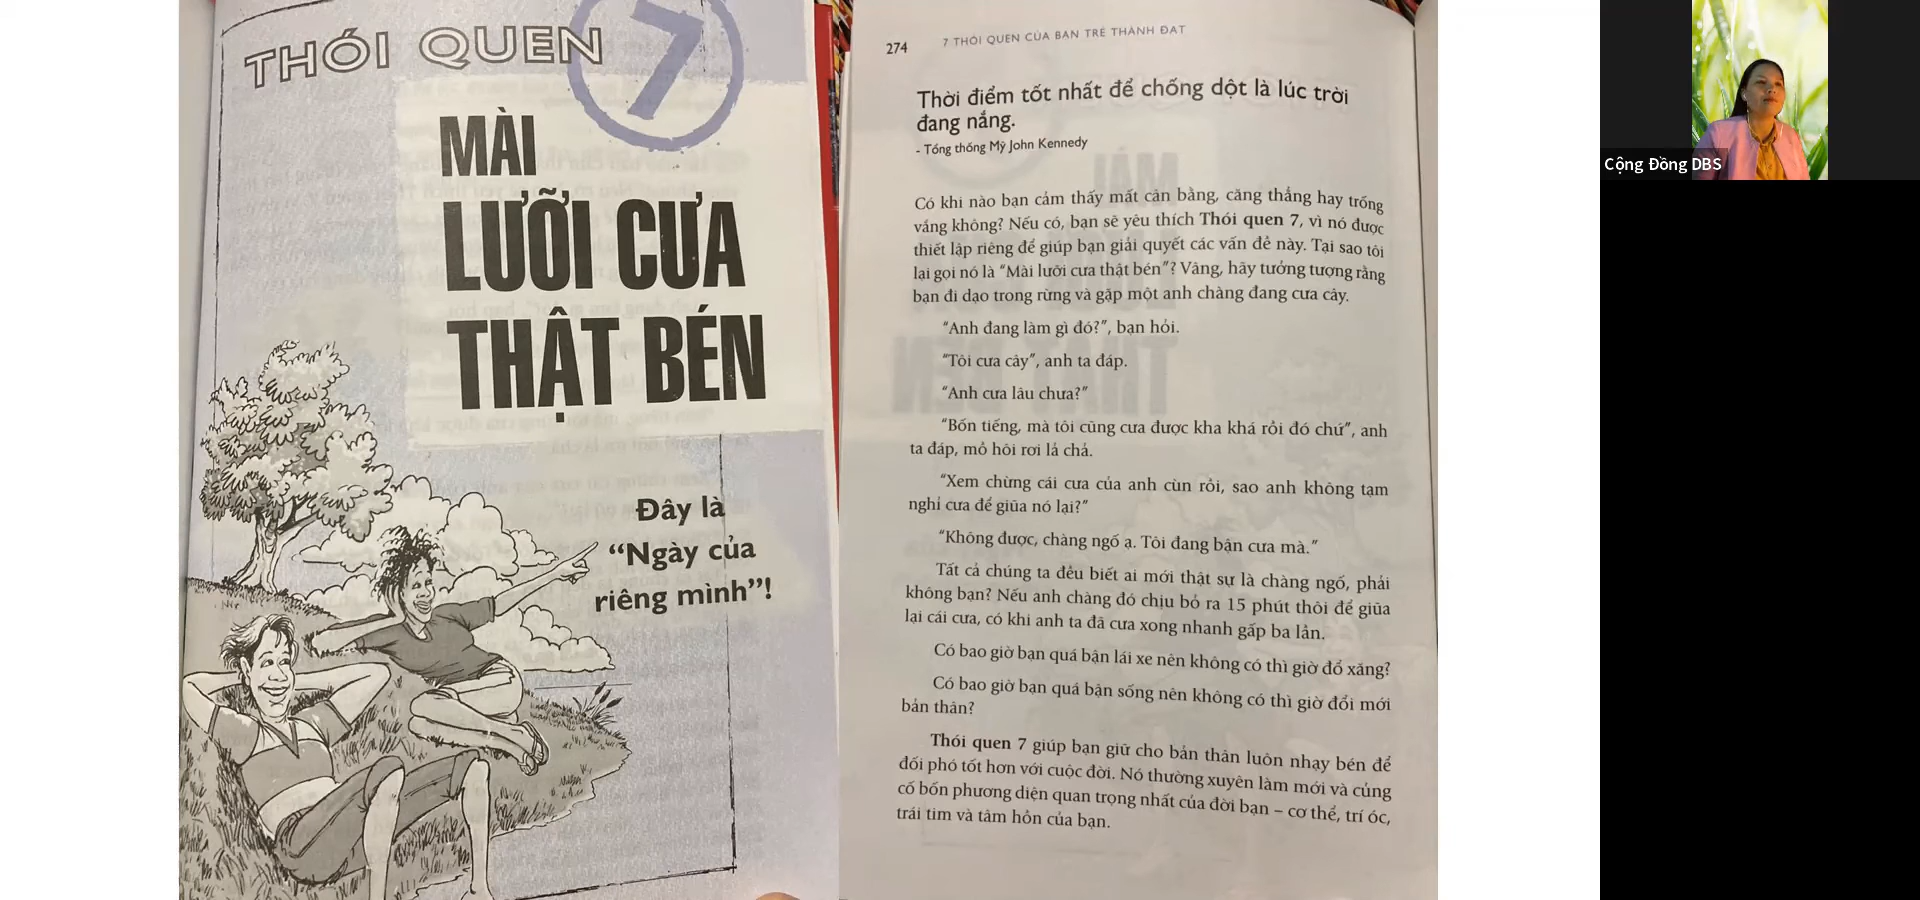 THÓI QUEN 7
MÀI
LƯỠI CƯA
THẬT BÉN
Đây là
“Ngày của
riêng mình”!
274
7 THÓI QUEN CỦA BẠN TRẺ THÀNH ĐẠT
Thời điểm tốt nhất để chống dột là lúc trời
đang nắng.
- Tổng thống Mỹ John Kennedy
Có khi nào bạn cảm thấy mất cân bằng, căng thẳng hay trống
vắng không? Nếu có, bạn sẽ yêu thích Thói quen 7, vì nó được
thiết lập riêng để giúp bạn giải quyết các vấn đề này. Tại sao tôi
lại gọi nó là “Mài lưỡi cưa thật bén”? Vâng, hãy tưởng tượng rằng
bạn đi dạo trong rừng và gặp một anh chàng đang cưa cây.
“Anh đang làm gì đó?”, bạn hỏi.
“Tôi cưa cây”, anh ta đáp.
“Anh cưa lâu chưa?”
“Bốn tiếng, mà tôi cũng cưa được kha khá rồi đó chứ”, anh
ta đáp, mồ hôi rơi lả chả.
“Xem chừng cái cưa của anh cùn rồi, sao anh không tạm
nghỉ cưa để giũa nó lại?”
“Không được, chàng ngố ạ. Tôi đang bận cưa mà.”
Tất cả chúng ta đều biết ai mới thật sự là chàng ngố, phải
không bạn? Nếu anh chàng đó chịu bỏ ra 15 phút thôi để giũa
lại cái cưa, có khi anh ta đã cưa xong nhanh gấp ba lần.
Có bao giờ bạn quá bận lái xe nên không có thì giờ đổ xăng?
Có bao giờ bạn quá bận sống nên không có thì giờ đổi mới
bản thân?
Thói quen 7 giúp bạn giữ cho bản thân luôn nhạy bén để
đối phó tốt hơn với cuộc đời. Nó thường xuyên làm mới và củng
cố bốn phương diện quan trọng nhất của đời bạn – cơ thể, trí óc,
trái tim và tâm hồn của bạn.
Cộng Đồng DBS